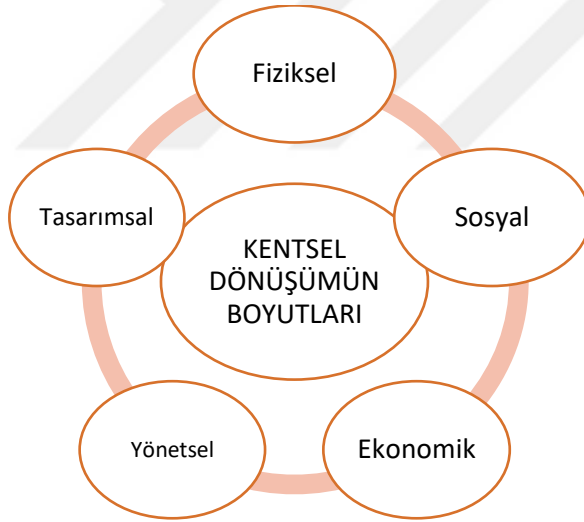 Fiziksel
Tasarımsal
Sosyal
KENTSEL
DÖNÜŞÜMÜN
BOYUTLARI
Yönetsel
Ekonomik